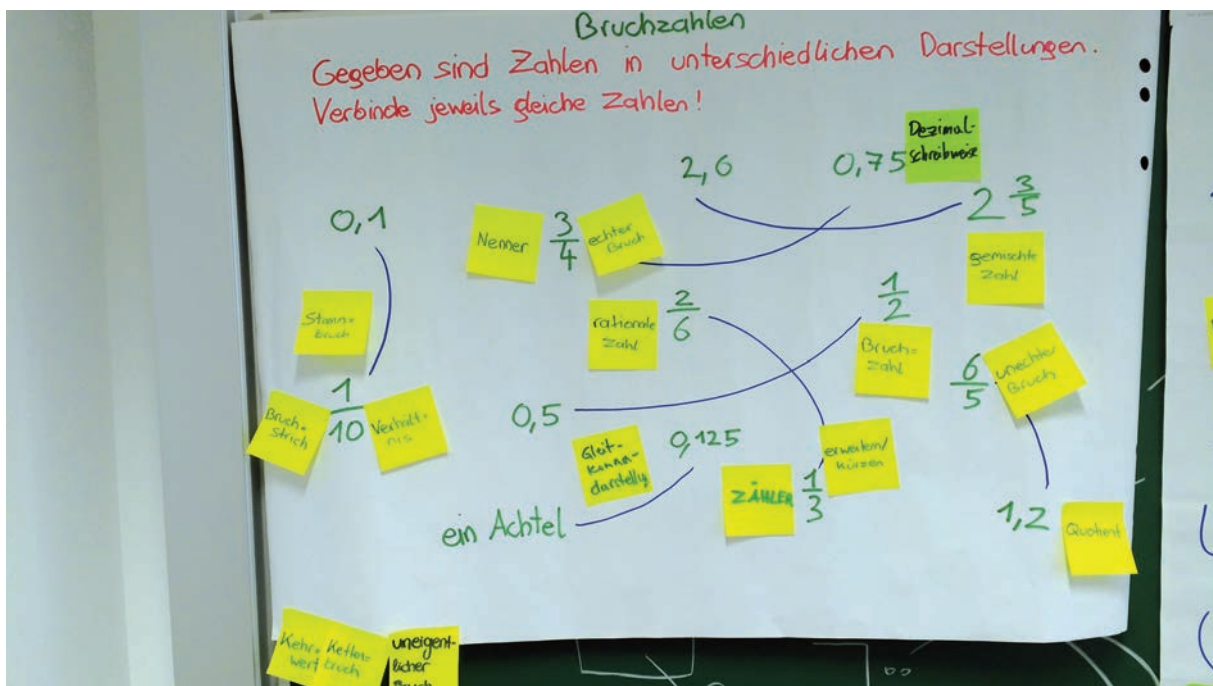 Bruchzahlen
Gegeben sind Zahlen in unterschiedlichen Darstellungen.
Verbinde jeweils gleiche Zahlen!
Dezimal-
schreibweise
2,6
0,75
2 3/5
0,1
Nenner
3/4
echter
Bruch
gemischte
Zahl
Stamm=
bruch
rationale
Zahl
2/6
1/2
Bruch=
zahl
6/5
unechter
Bruch
1/10
Bruch=
strich
Verhält=
nis
0,5
Gleit-
komma-
darstellg
0,125
erweitern/
kürzen
ZÄHLER
1/3
ein Achtel
1,2
Quotient
Kehr=
wert
Ketten=
bruch
uneigent-
licher
Bruch